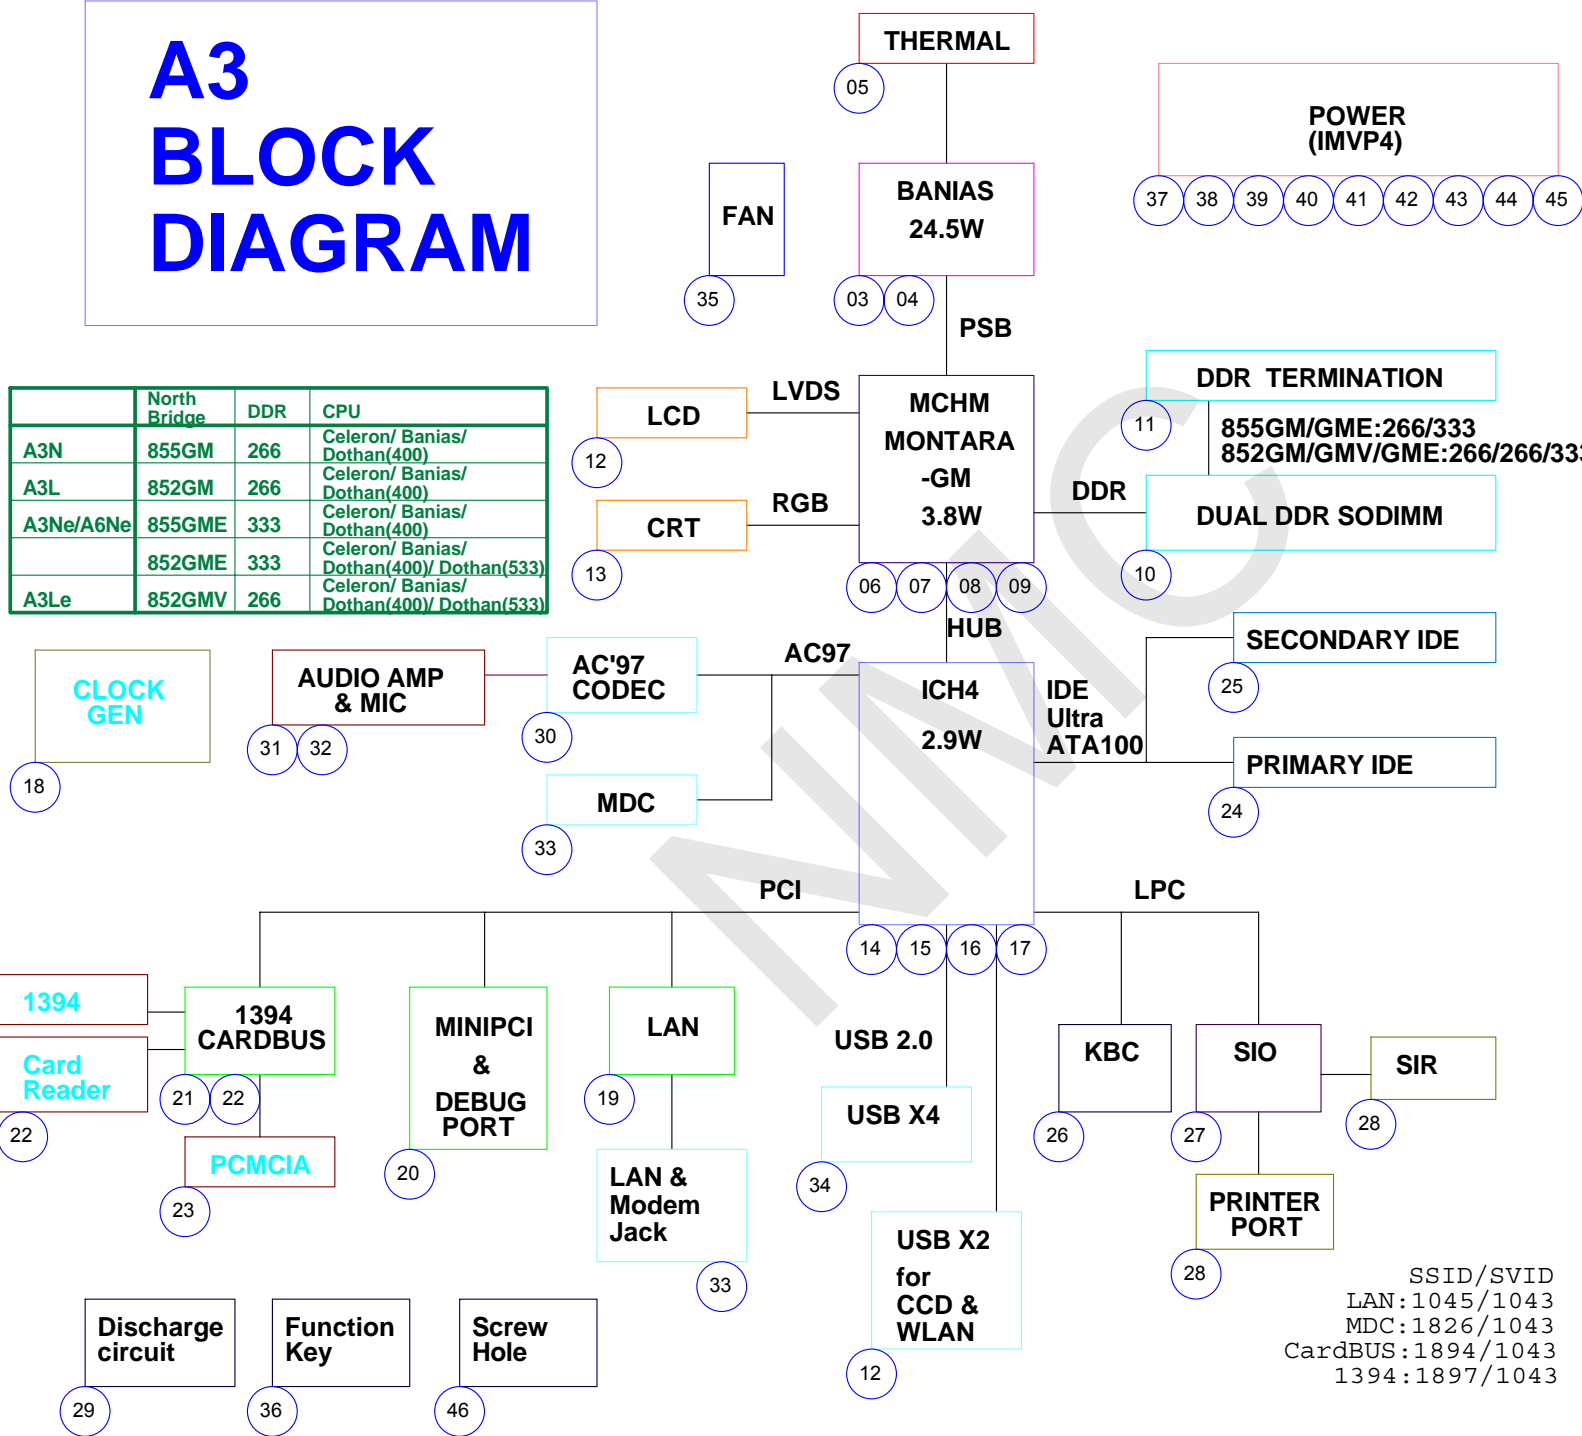 A3
BLOCK
DIAGRAM
THERMAL
05
POWER
(IMVP4)
37 38 39 40 41 42 43 44 45
FAN
35
BANIAS
24.5W
03 04
PSB
North Bridge DDR CPU
A3N 855GM 266 Celeron/ Banias/ Dothan(400)
A3L 852GM 266 Celeron/ Banias/ Dothan(400)
A3Ne/A6Ne 855GME 333 Celeron/ Banias/ Dothan(400)
852GME 333 Celeron/ Banias/ Dothan(400)/ Dothan(533)
A3Le 852GMV 266 Celeron/ Banias/ Dothan(400)/ Dothan(533)
LCD
12
LVDS
CRT
13
RGB
MCHM
MONTARA
-GM
3.8W
06 07 08 09
HUB
DDR TERMINATION
11
855GM/GME:266/333
852GM/GMV/GME:266/266/333
DDR
DUAL DDR SODIMM
10
CLOCK
GEN
18
AUDIO AMP
& MIC
31 32
AC'97
CODEC
30
AC97
MDC
33
ICH4
2.9W
IDE
Ultra
ATA100
SECONDARY IDE
25
PRIMARY IDE
24
PCI
LPC
14 15 16 17
1394
Card
Reader
22
1394
CARDBUS
21 22
PCMCIA
23
MINIPCI
&
DEBUG
PORT
20
LAN
19
LAN &
Modem
Jack
33
USB 2.0
USB X4
34
USB X2
for
CCD &
WLAN
12
KBC
26
SIO
27
SIR
28
PRINTER
PORT
28
Discharge
circuit
29
Function
Key
36
Screw
Hole
46
SSID/SVID
LAN:1045/1043
MDC:1826/1043
CardBUS:1894/1043
1394:1897/1043
NMC